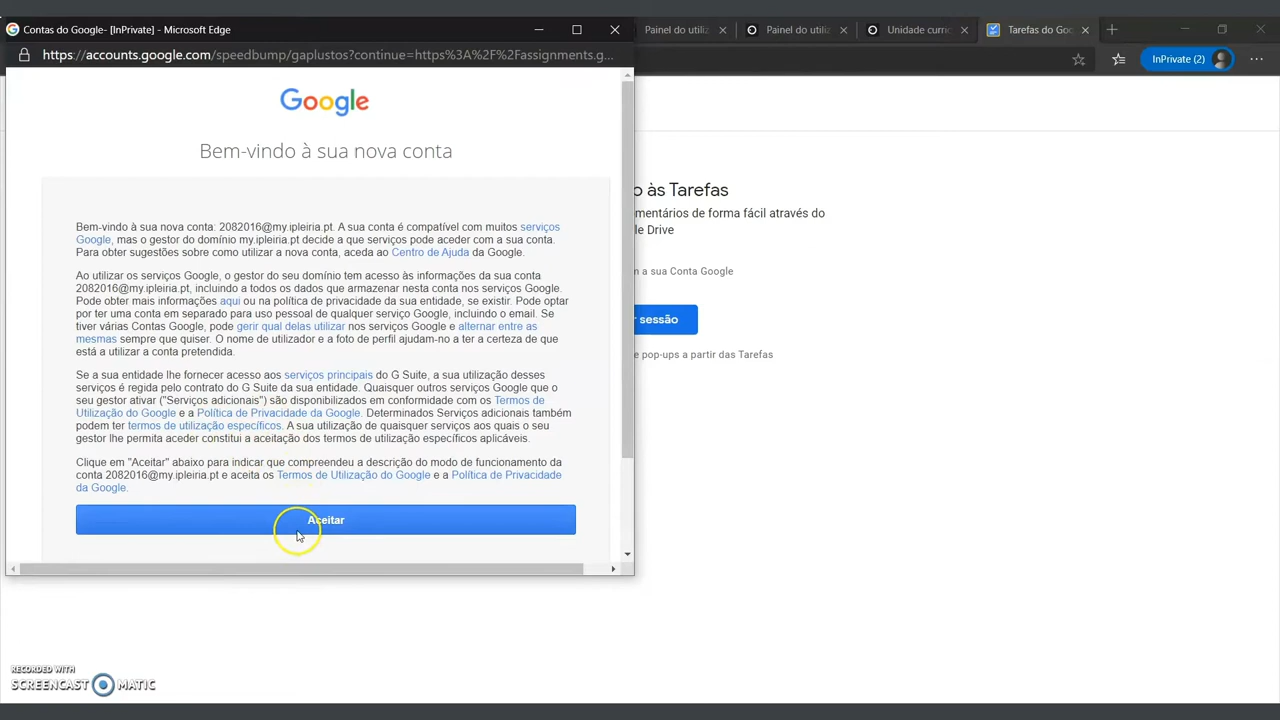 Contas do Google- [InPrivate] - Microsoft Edge
Painel do utiliz
Painel do utiliz
Unidade curric
Tarefas do Goo
https://accounts.google.com/speedbump/gaplustos?continue=https%3A%2F%2Fassignments.g...
InPrivate (2)
Google
Bem-vindo à sua nova conta
o às Tarefas
Bem-vindo à sua nova conta: 2082016@my.ipleiria.pt. A sua conta é compatível com muitos serviços
Google, mas o gestor do domínio my.ipleiria.pt decide a que serviços pode aceder com a sua conta.
Para obter sugestões sobre como utilizar a nova conta, aceda ao Centro de Ajuda da Google.
mentários de forma fácil através do
le Drive
Ao utilizar os serviços Google, o gestor do seu domínio tem acesso às informações da sua conta
2082016@my.ipleiria.pt, incluindo a todos os dados que armazenar nesta conta nos serviços Google.
Pode obter mais informações aqui ou na política de privacidade da sua entidade, se existir. Pode optar
por ter uma conta em separado para uso pessoal de qualquer serviço Google, incluindo o email. Se
tiver várias Contas Google, pode gerir qual delas utilizar nos serviços Google e alternar entre as
mesmas sempre que quiser. O nome de utilizador e a foto de perfil ajudam-no a ter a certeza de que
está a utilizar a conta pretendida.
m a sua Conta Google
r sessão
e pop-ups a partir das Tarefas
Se a sua entidade lhe fornecer acesso aos serviços principais do G Suite, a sua utilização desses
serviços é regida pelo contrato do G Suite da sua entidade. Quaisquer outros serviços Google que o
seu gestor ativar ("Serviços adicionais") são disponibilizados em conformidade com os Termos de
Utilização do Google e a Política de Privacidade da Google. Determinados Serviços adicionais também
podem ter termos de utilização específicos. A sua utilização de quaisquer serviços aos quais o seu
gestor lhe permita aceder constitui a aceitação dos termos de utilização específicos aplicáveis.
Clique em "Aceitar" abaixo para indicar que compreendeu a descrição do modo de funcionamento da
conta 2082016@my.ipleiria.pt e aceita os Termos de Utilização do Google e a Política de Privacidade
da Google.
Aceitar
RECORDED WITH
SCREENCAST MATIC